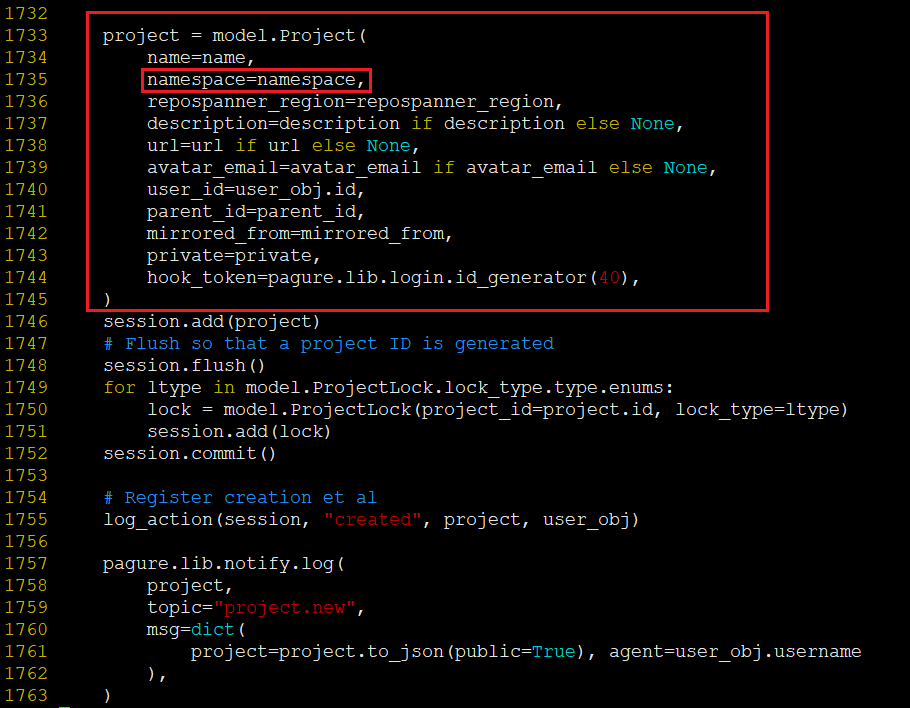 1732
1733     project = model.Project(
1734         name=name,
1735         namespace=namespace,
1736         repospanner_region=repospanner_region,
1737         description=description if description else None,
1738         url=url if url else None,
1739         avatar_email=avatar_email if avatar_email else None,
1740         user_id=user_obj.id,
1741         parent_id=parent_id,
1742         mirrored_from=mirrored_from,
1743         private=private,
1744         hook_token=pagure.lib.login.id_generator(40),
1745     )
1746     session.add(project)
1747     # Flush so that a project ID is generated
1748     session.flush()
1749     for ltype in model.ProjectLock.lock_type.type.enums:
1750         lock = model.ProjectLock(project_id=project.id, lock_type=ltype)
1751         session.add(lock)
1752     session.commit()
1753
1754     # Register creation et al
1755     log_action(session, "created", project, user_obj)
1756
1757     pagure.lib.notify.log(
1758         project,
1759         topic="project.new",
1760         msg=dict(
1761             project=project.to_json(public=True), agent=user_obj.username
1762         ),
1763     )